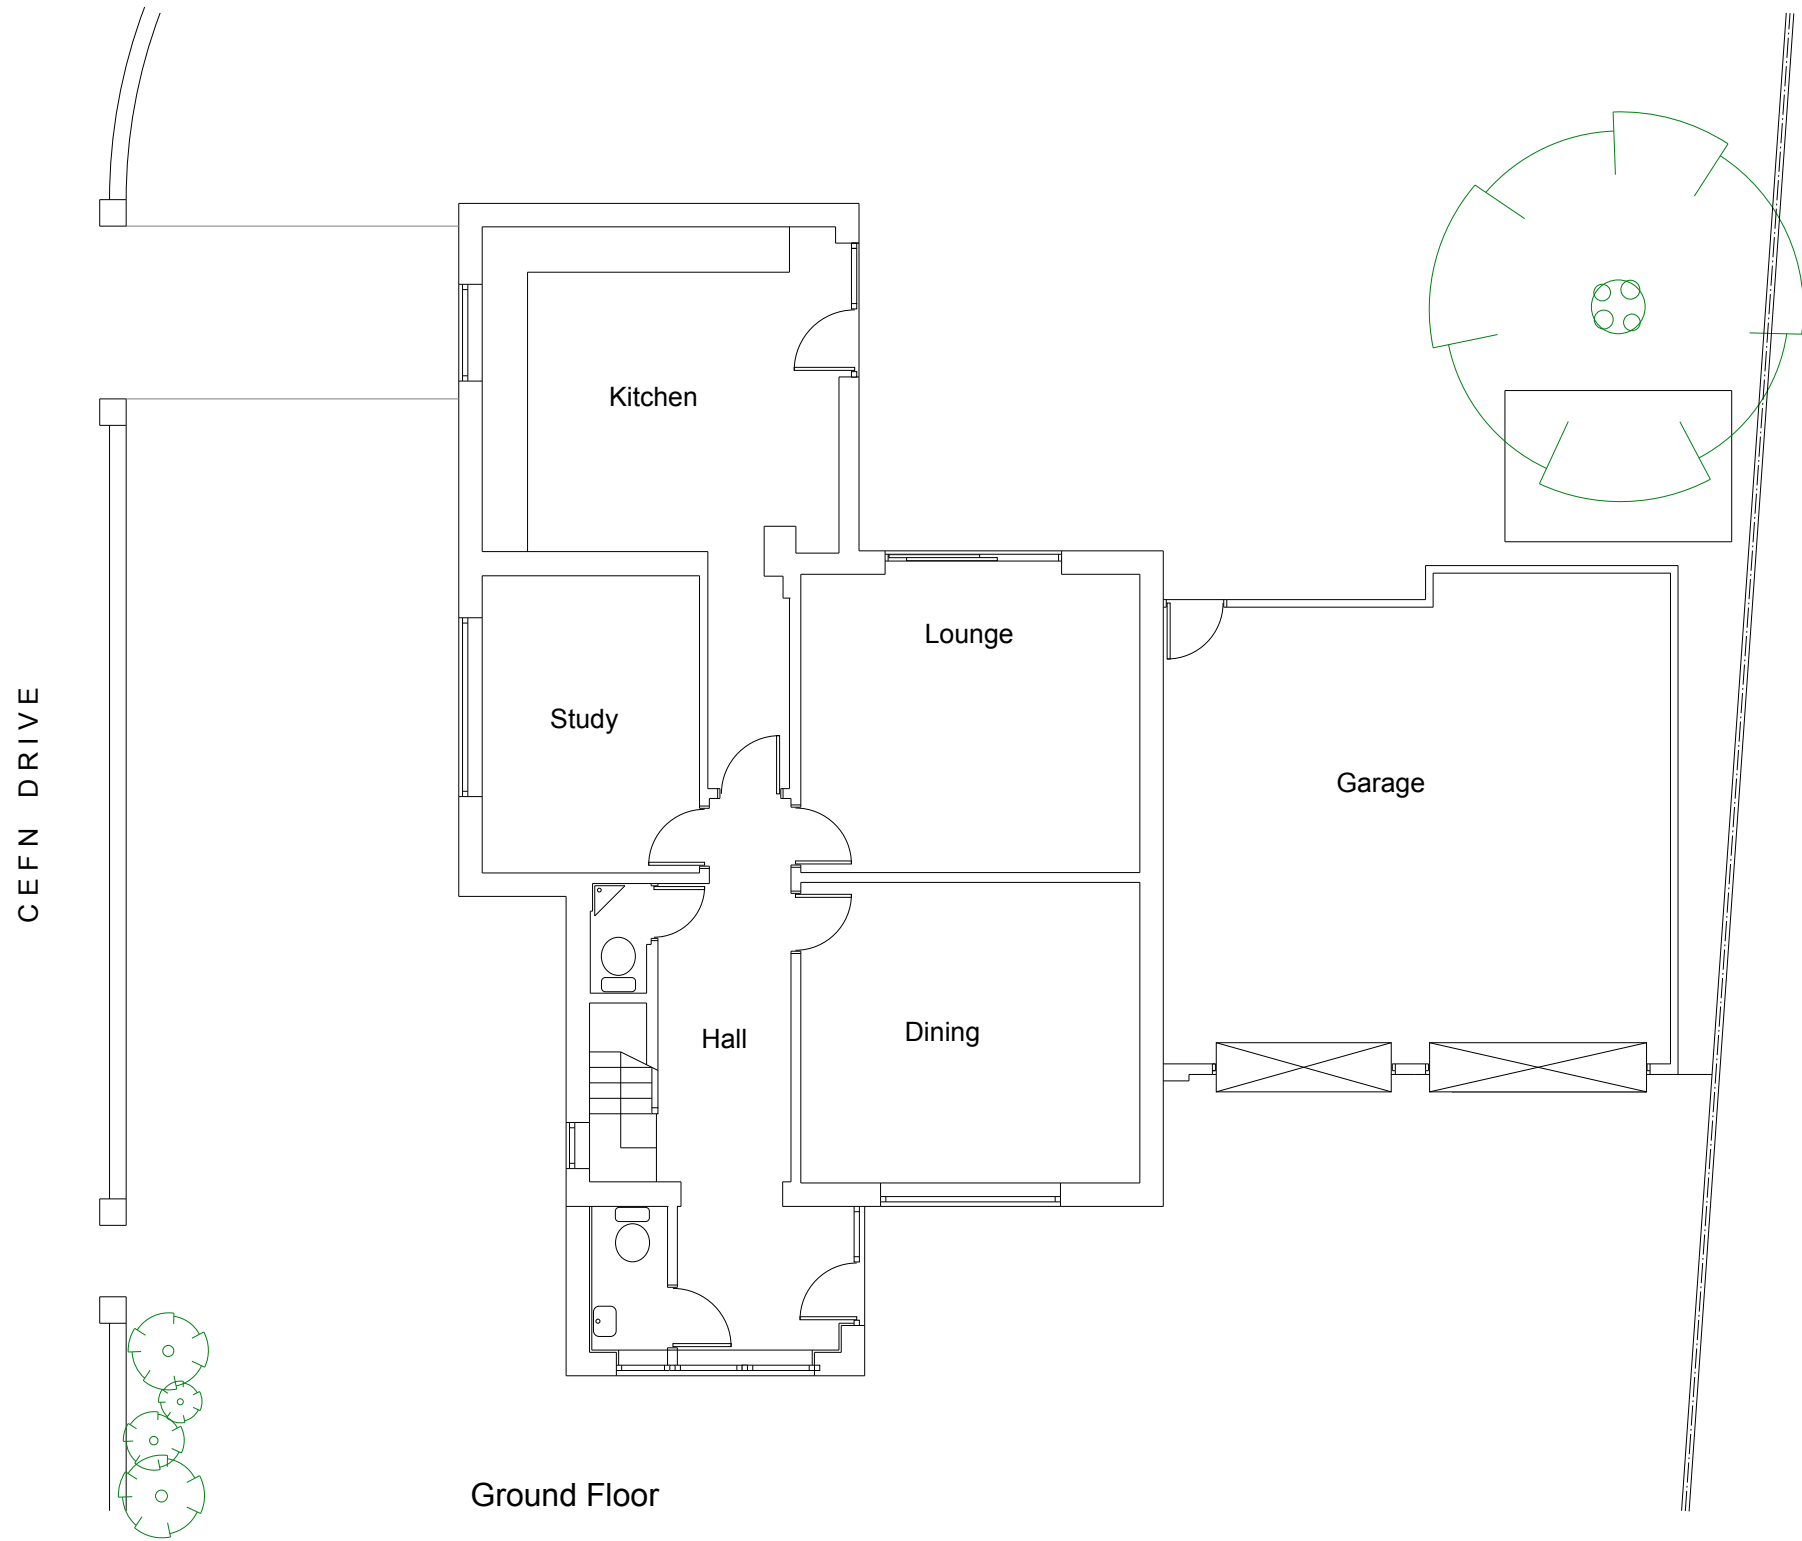 Kitchen
Lounge
Study
CEFN DRIVE
Garage
Dining
Hall
Ground Floor